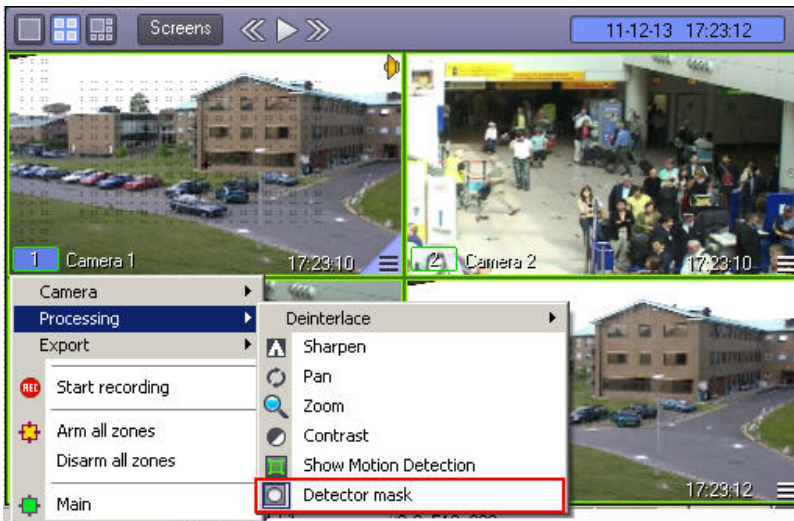 Screens
11-12-13 17:23:12
1 Camera 1 17:23:10
2 Camera 2 17:23:10
Camera
Processing
Export
REC Start recording
Arm all zones
Disarm all zones
Main
Deinterlace
Sharpen
Pan
Zoom
Contrast
Show Motion Detection
Detector mask
17:23:12